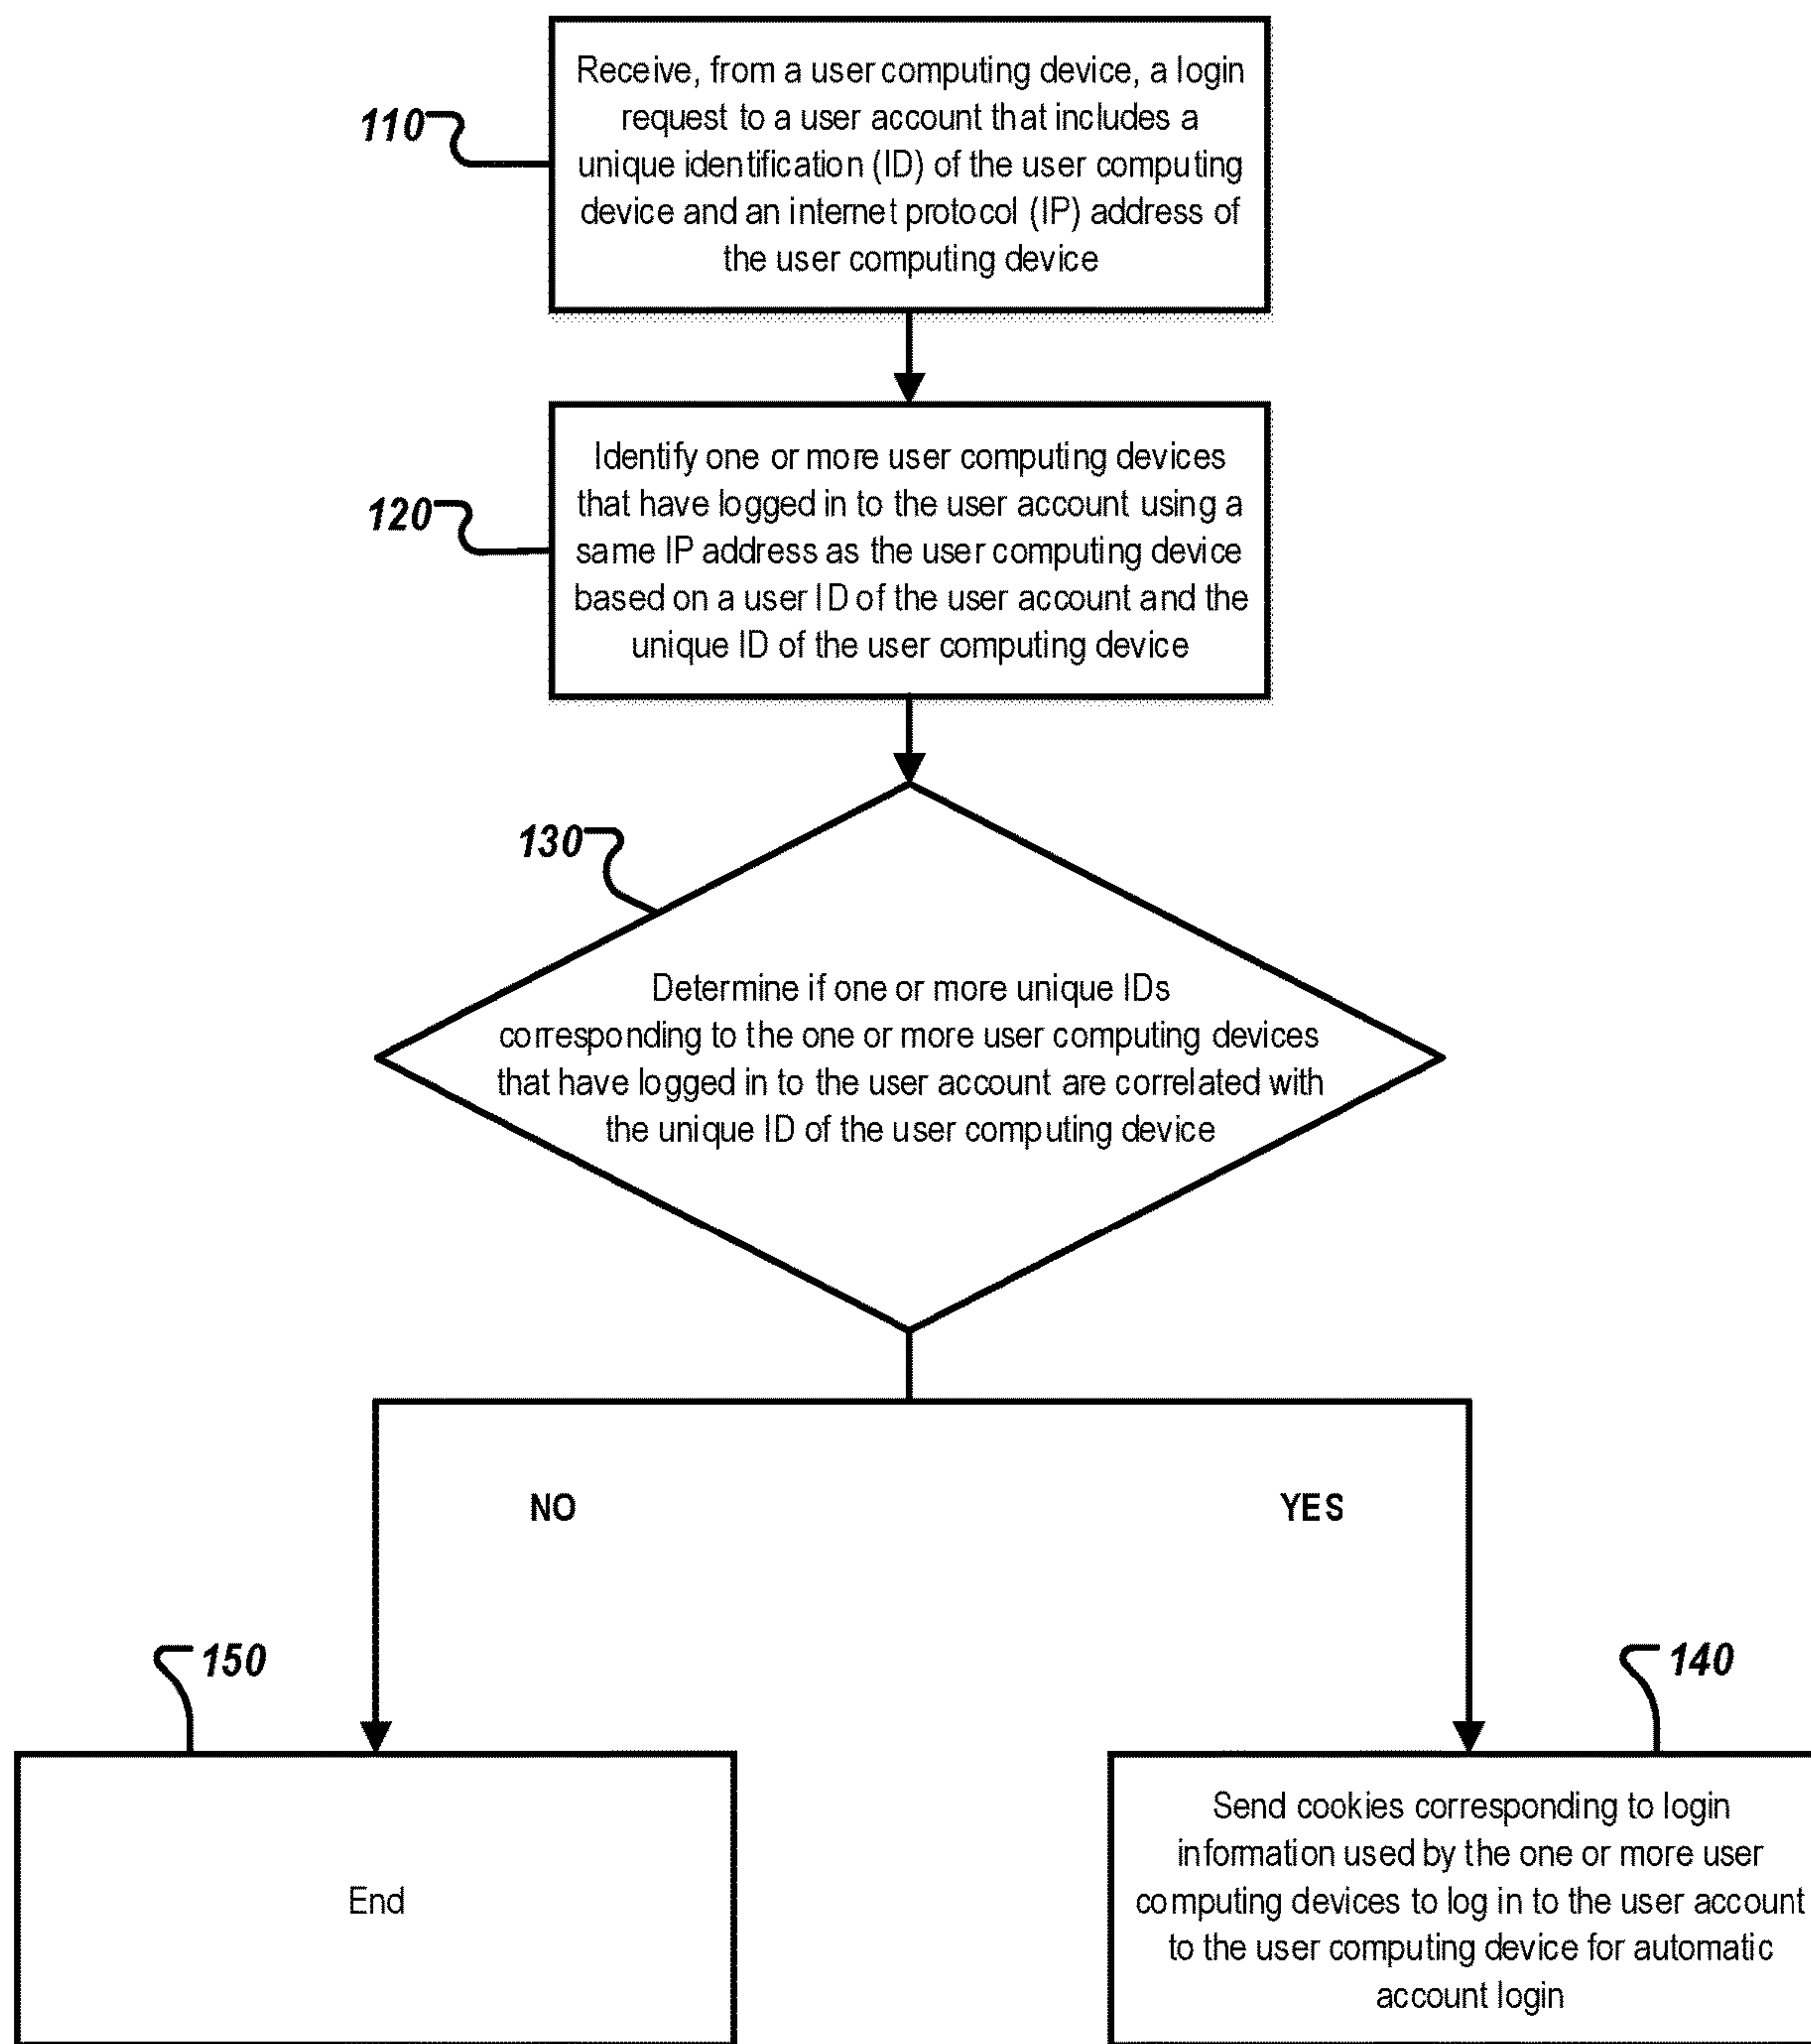 110
Receive, from a user computing device, a login
request to a user account that includes a
unique identification (ID) of the user computing
device and an internet protocol (IP) address of
the user computing device
120
Identify one or more user computing devices
that have logged in to the user account using a
same IP address as the user computing device
based on a user ID of the user account and the
unique ID of the user computing device
130
Determine if one or more unique IDs
corresponding to the one or more user computing devices
that have logged in to the user account are correlated with
the unique ID of the user computing device
NO
YES
150
End
140
Send cookies corresponding to login
information used by the one or more user
computing devices to log in to the user account
to the user computing device for automatic
account login